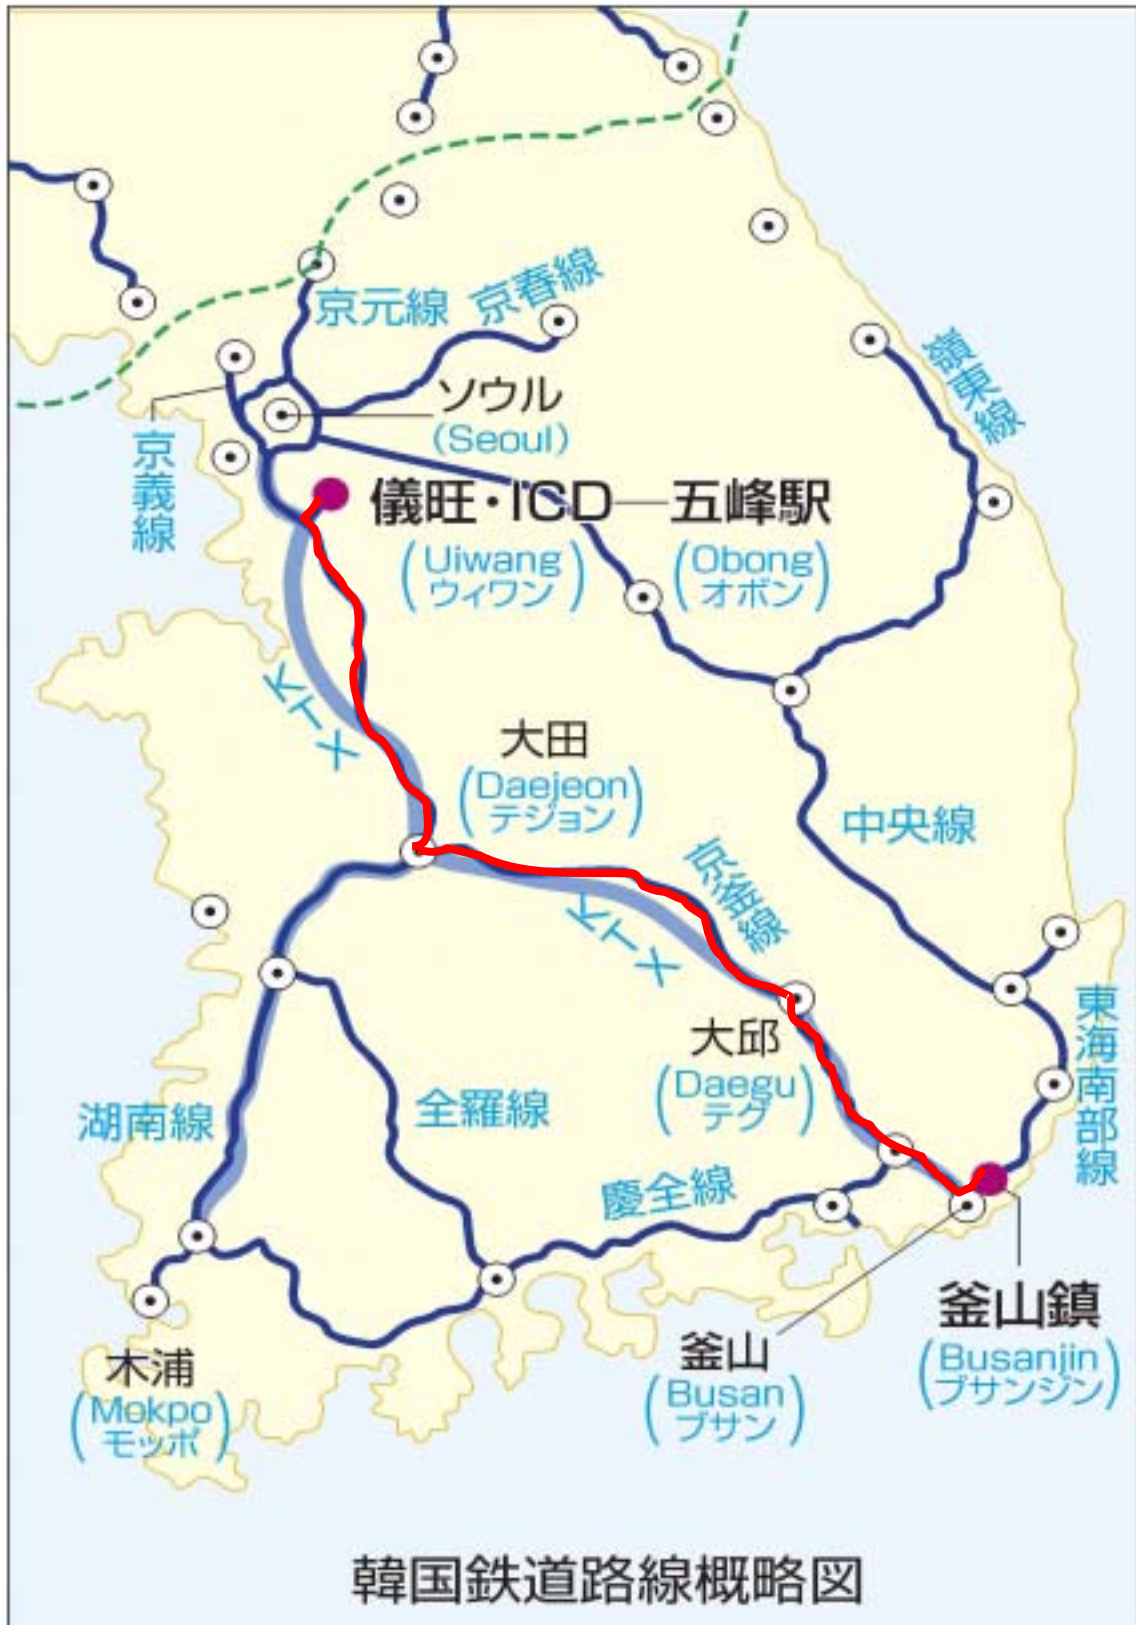 京元線
京春線
嶺東線
ソウル
(Seoul)
京義線
儀旺・ICD―五峰駅
(Uiwang
ウィワン)
(Obong
オボン)
KTX
大田
(Daejeon
テジョン)
中央線
京釜線
KTX
大邱
(Daegu
テグ)
東海南部線
湖南線
全羅線
慶全線
釜山鎮
(Busanjin
ブサンジン)
釜山
(Busan
ブサン)
木浦
(Mokpo
モッポ)
韓国鉄道路線概略図